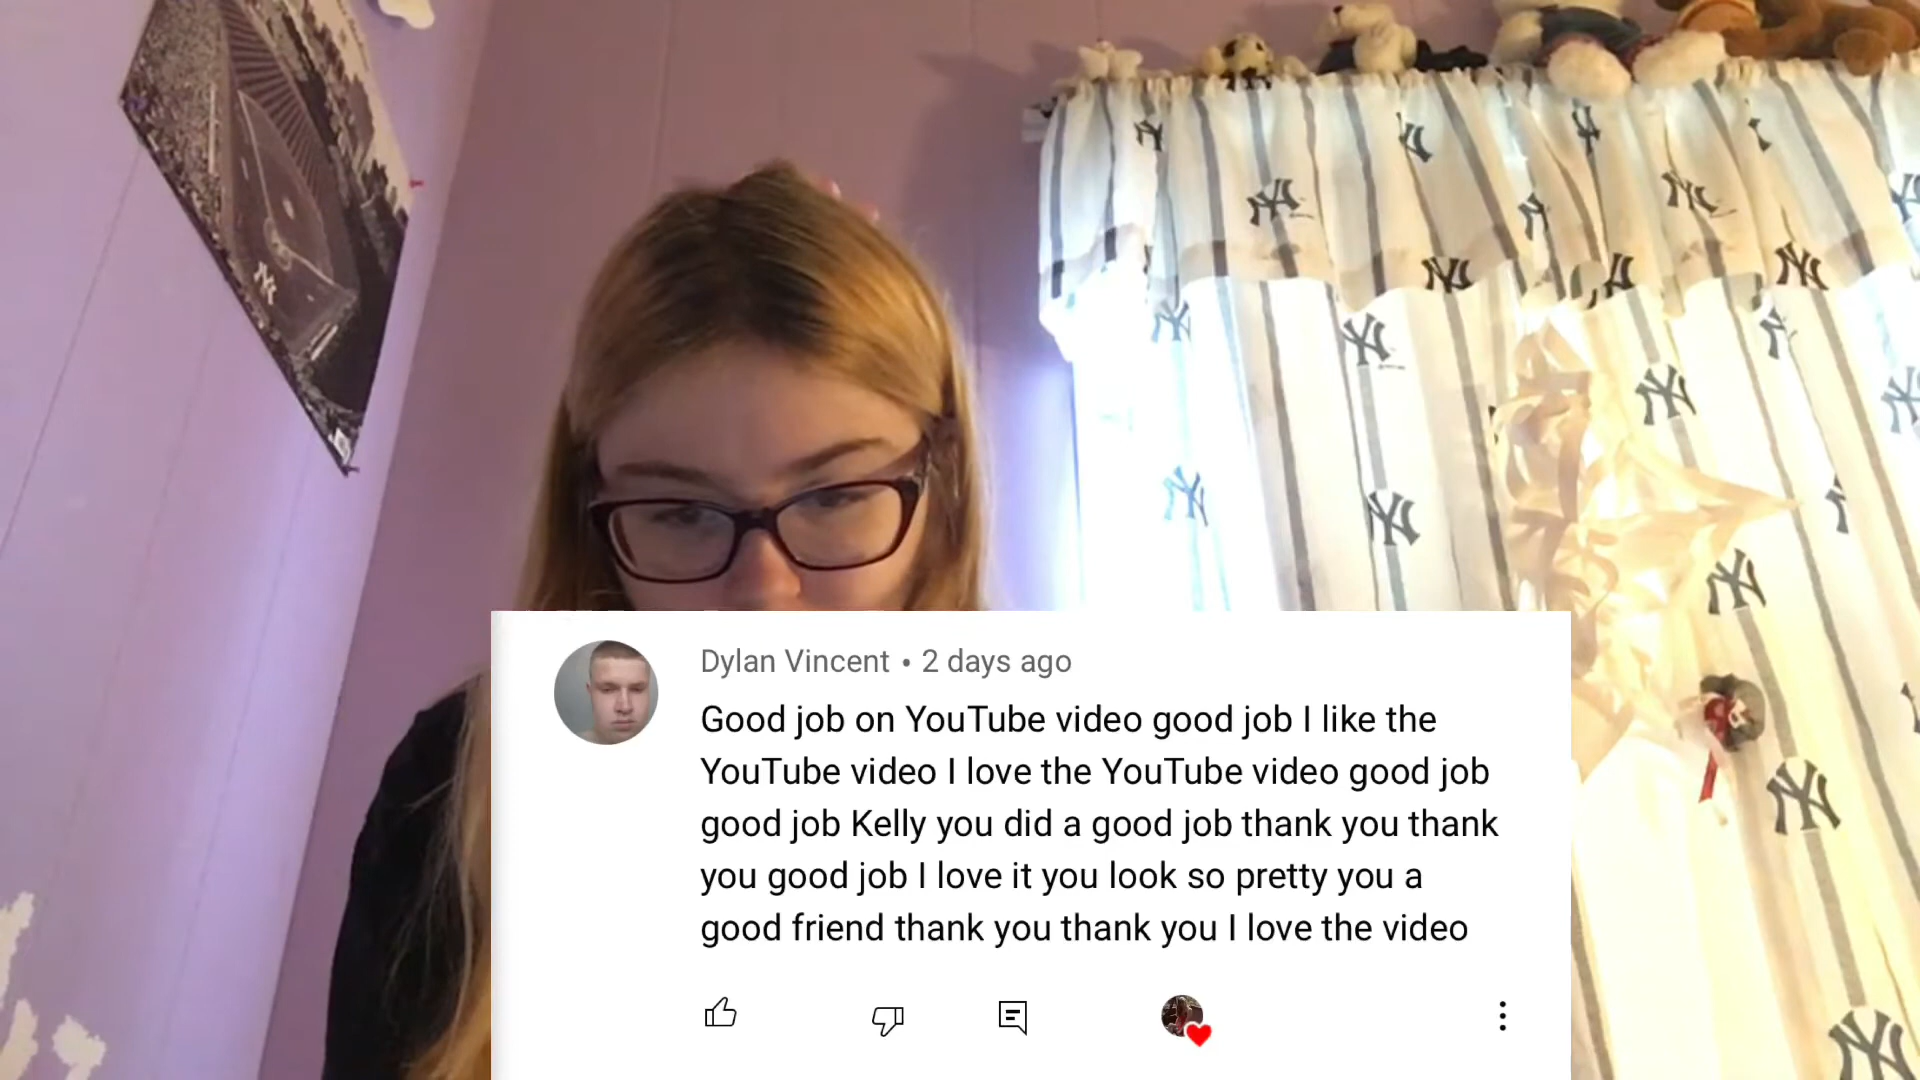 NY
Dylan Vincent • 2 days ago
Good job on YouTube video good job I like the
YouTube video I love the YouTube video good job
good job Kelly you did a good job thank you thank
you good job I love it you look so pretty you a
good friend thank you thank you I love the video